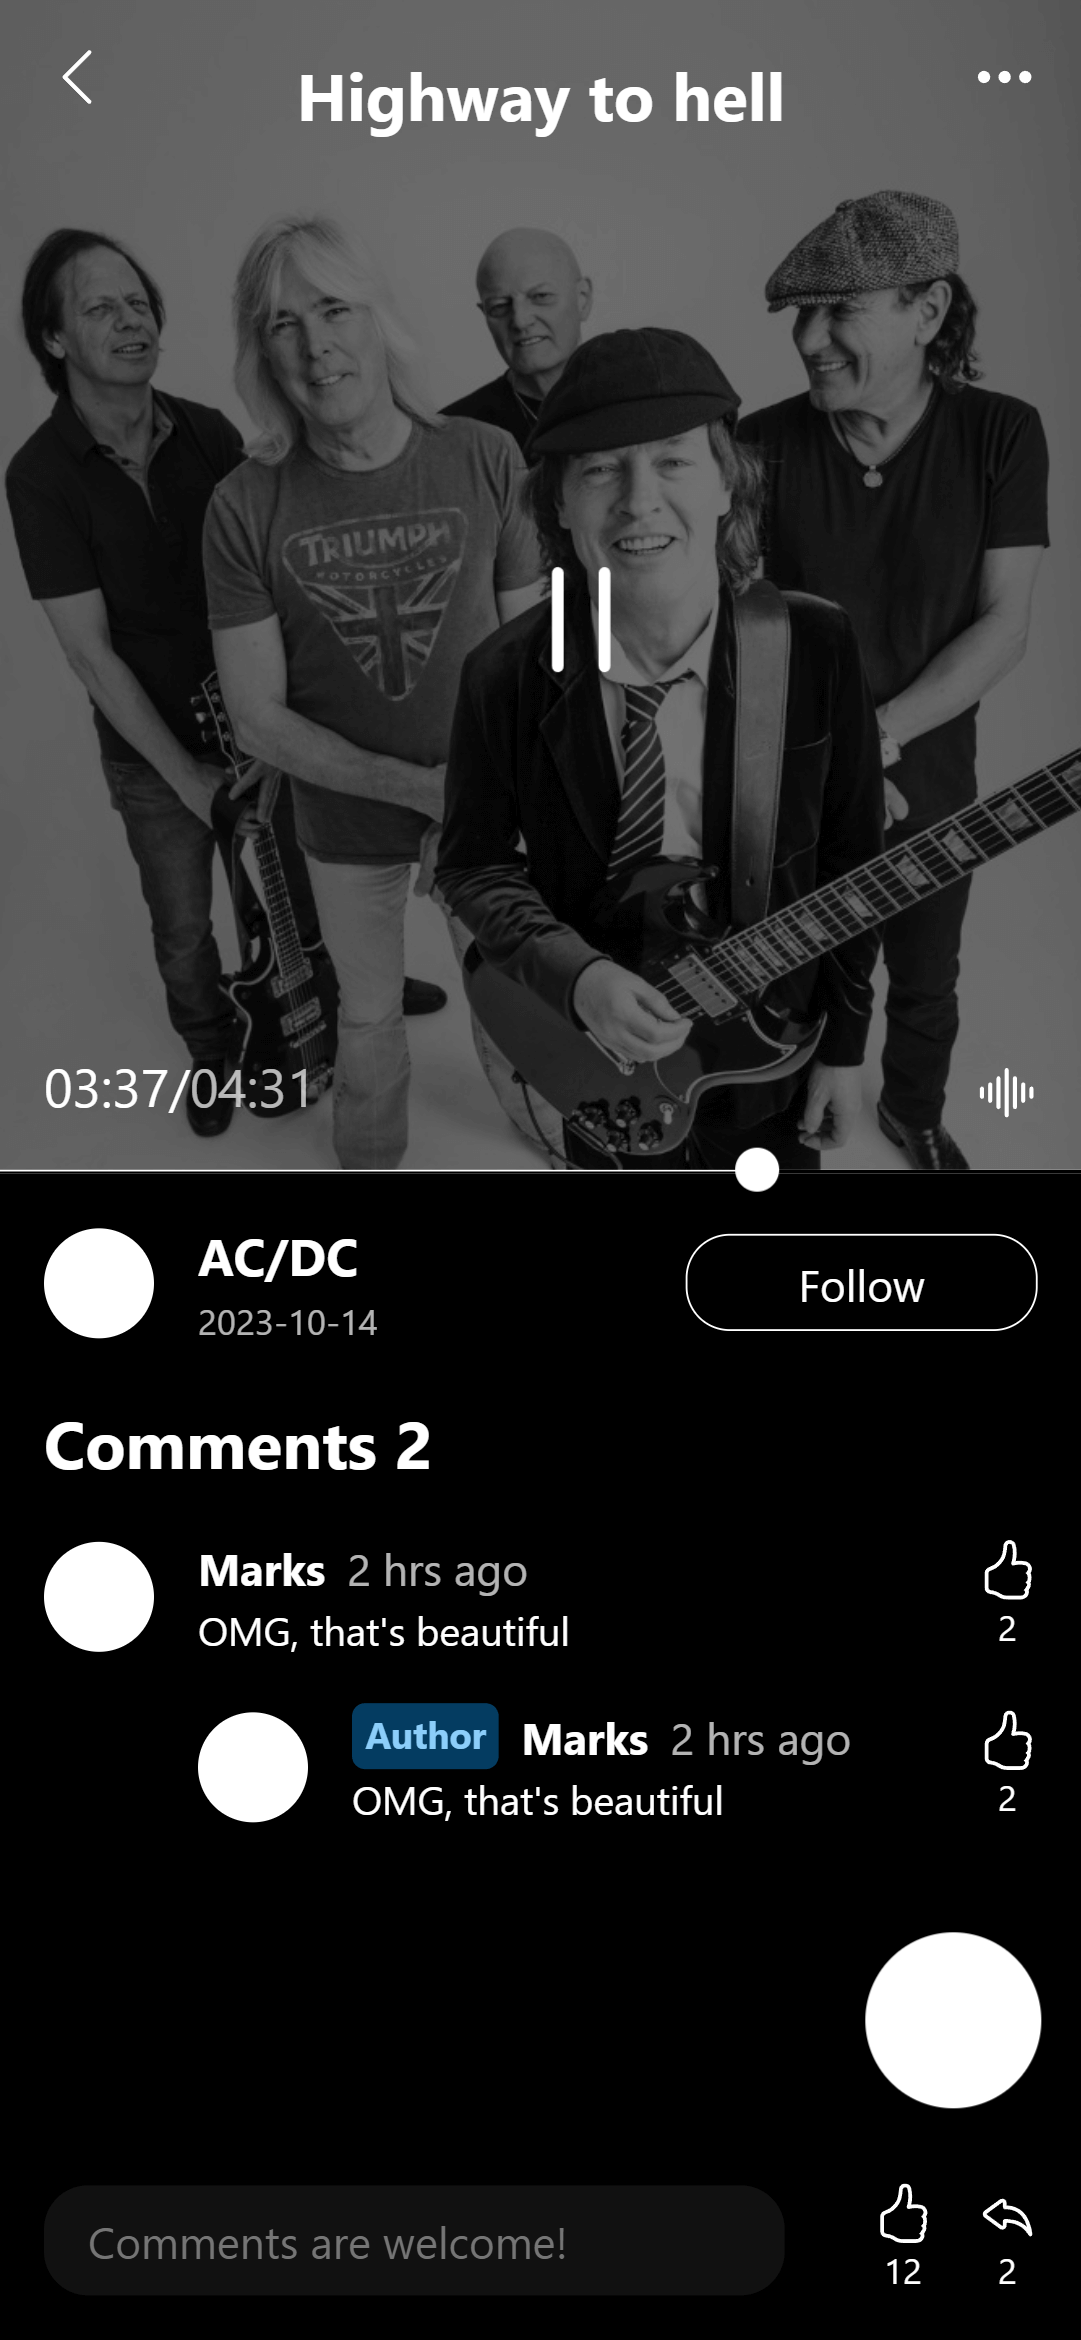 Highway to hell
TRIUMPH
MOTORCYCLES
03:37/04:31
AC/DC
2023-10-14
Follow
Comments 2
Marks 2 hrs ago
OMG, that's beautiful
2
Author Marks 2 hrs ago
OMG, that's beautiful
2
Comments are welcome!
12
2